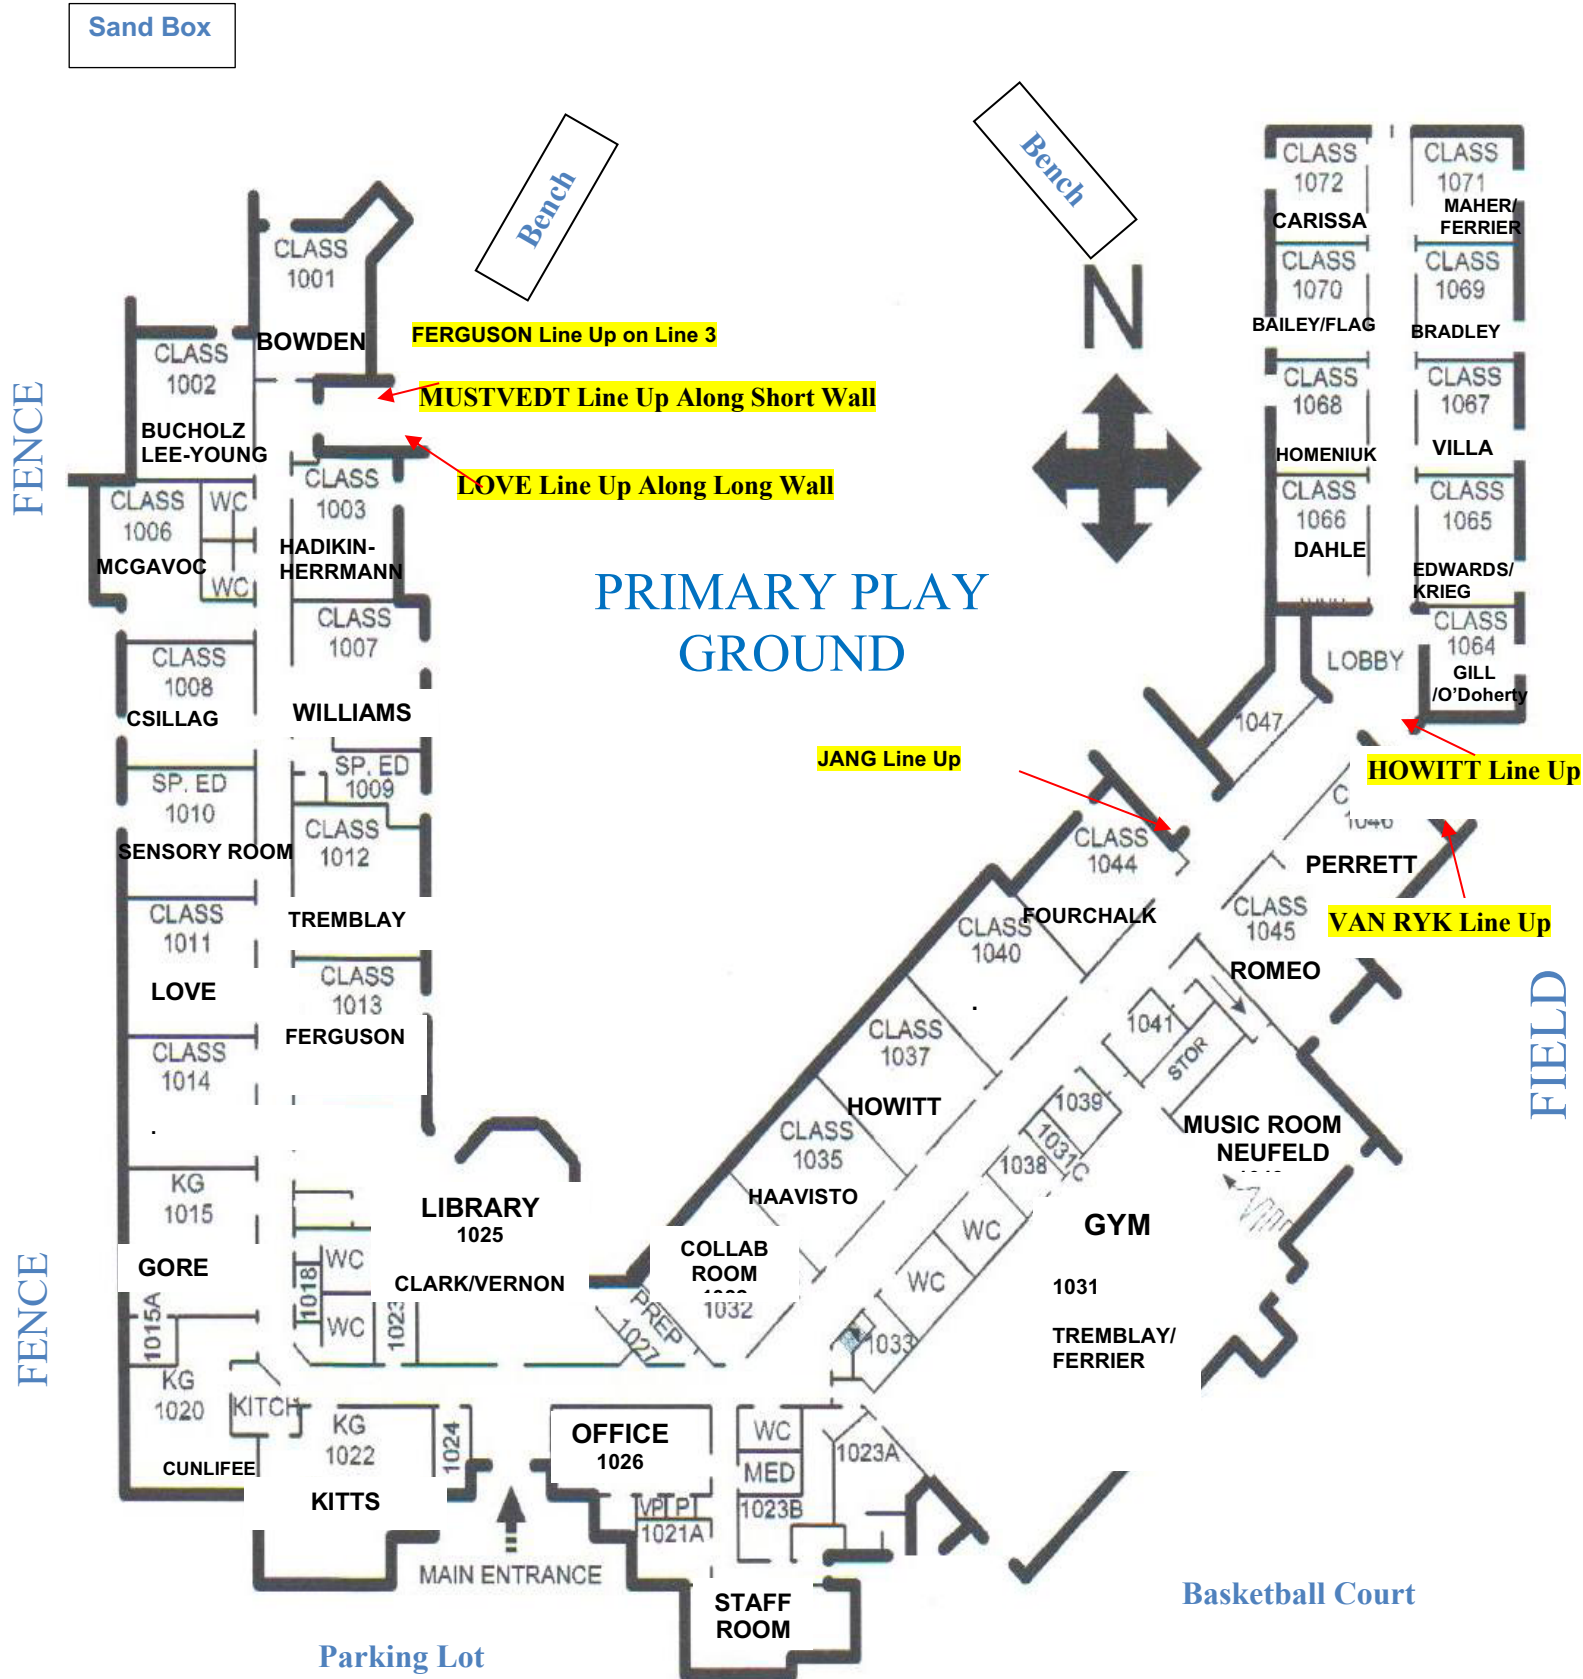 Sand Box
Bench
Bench
CLASS
1001
BOWDEN
CLASS
1002
BUCHOLZ
LEE-YOUNG
FENCE
FERGUSON Line Up on Line 3
MUSTVEDT Line Up Along Short Wall
LOVE Line Up Along Long Wall
CLASS
1003
HADIKIN-
HERRMANN
CLASS
1006
MCGAVOC
WC
WC
CLASS
1007
WILLIAMS
CLASS
1008
CSILLAG
SP. ED
1009
SP. ED
1010
SENSORY ROOM
CLASS
1012
TREMBLAY
CLASS
1011
LOVE
CLASS
1013
FERGUSON
CLASS
1014
.
KG
1015
GORE
1015A
FENCE
KG
1020
CUNLIFEE
KITCH
KG
1022
KITTS
1024
1018
WC
WC
1023
LIBRARY
1025
CLARK/VERNON
PRIMARY PLAY
GROUND
N
CLASS
1072
CARISSA
CLASS
1071
MAHER/
FERRIER
CLASS
1070
BAILEY/FLAG
CLASS
1069
BRADLEY
CLASS
1068
HOMENIUK
CLASS
1067
VILLA
CLASS
1066
DAHLE
CLASS
1065
EDWARDS/
KRIEG
CLASS
1064
GILL
/O'Doherty
LOBBY
1047
HOWITT Line Up
JANG Line Up
1046
PERRETT
VAN RYK Line Up
CLASS
1045
ROMEO
CLASS
1044
FOURCHALK
CLASS
1040
.
CLASS
1037
HOWITT
CLASS
1035
HAAVISTO
COLLAB
ROOM
1032
PREP
1027
1041
STOR
1039
1031C
1038
WC
WC
1033
MUSIC ROOM
NEUFELD
GYM
1031
TREMBLAY/
FERRIER
FIELD
OFFICE
1026
VP P
1021A
WC
MED
1023B
1023A
STAFF
ROOM
MAIN ENTRANCE
Parking Lot
Basketball Court